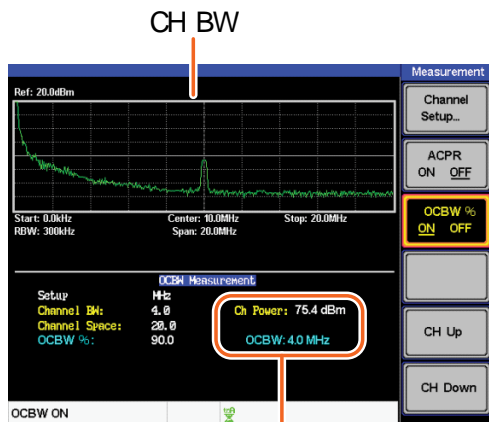 CH BW
Measurement
Ref: 20.0dBm
Channel
Setup...
ACPR
ON OFF
Start: 0.0kHz Center: 10.0MHz Stop: 20.0MHz
RBW: 300kHz Span: 20.0MHz
OCBW %
ON OFF
OCBW Measurement
Setup MHz
Channel BW: 4.0 Ch Power: 75.4 dBm
Channel Space: 20.0
OCBW %: 90.0 OCBW: 4.0 MHz
CH Up
CH Down
OCBW ON